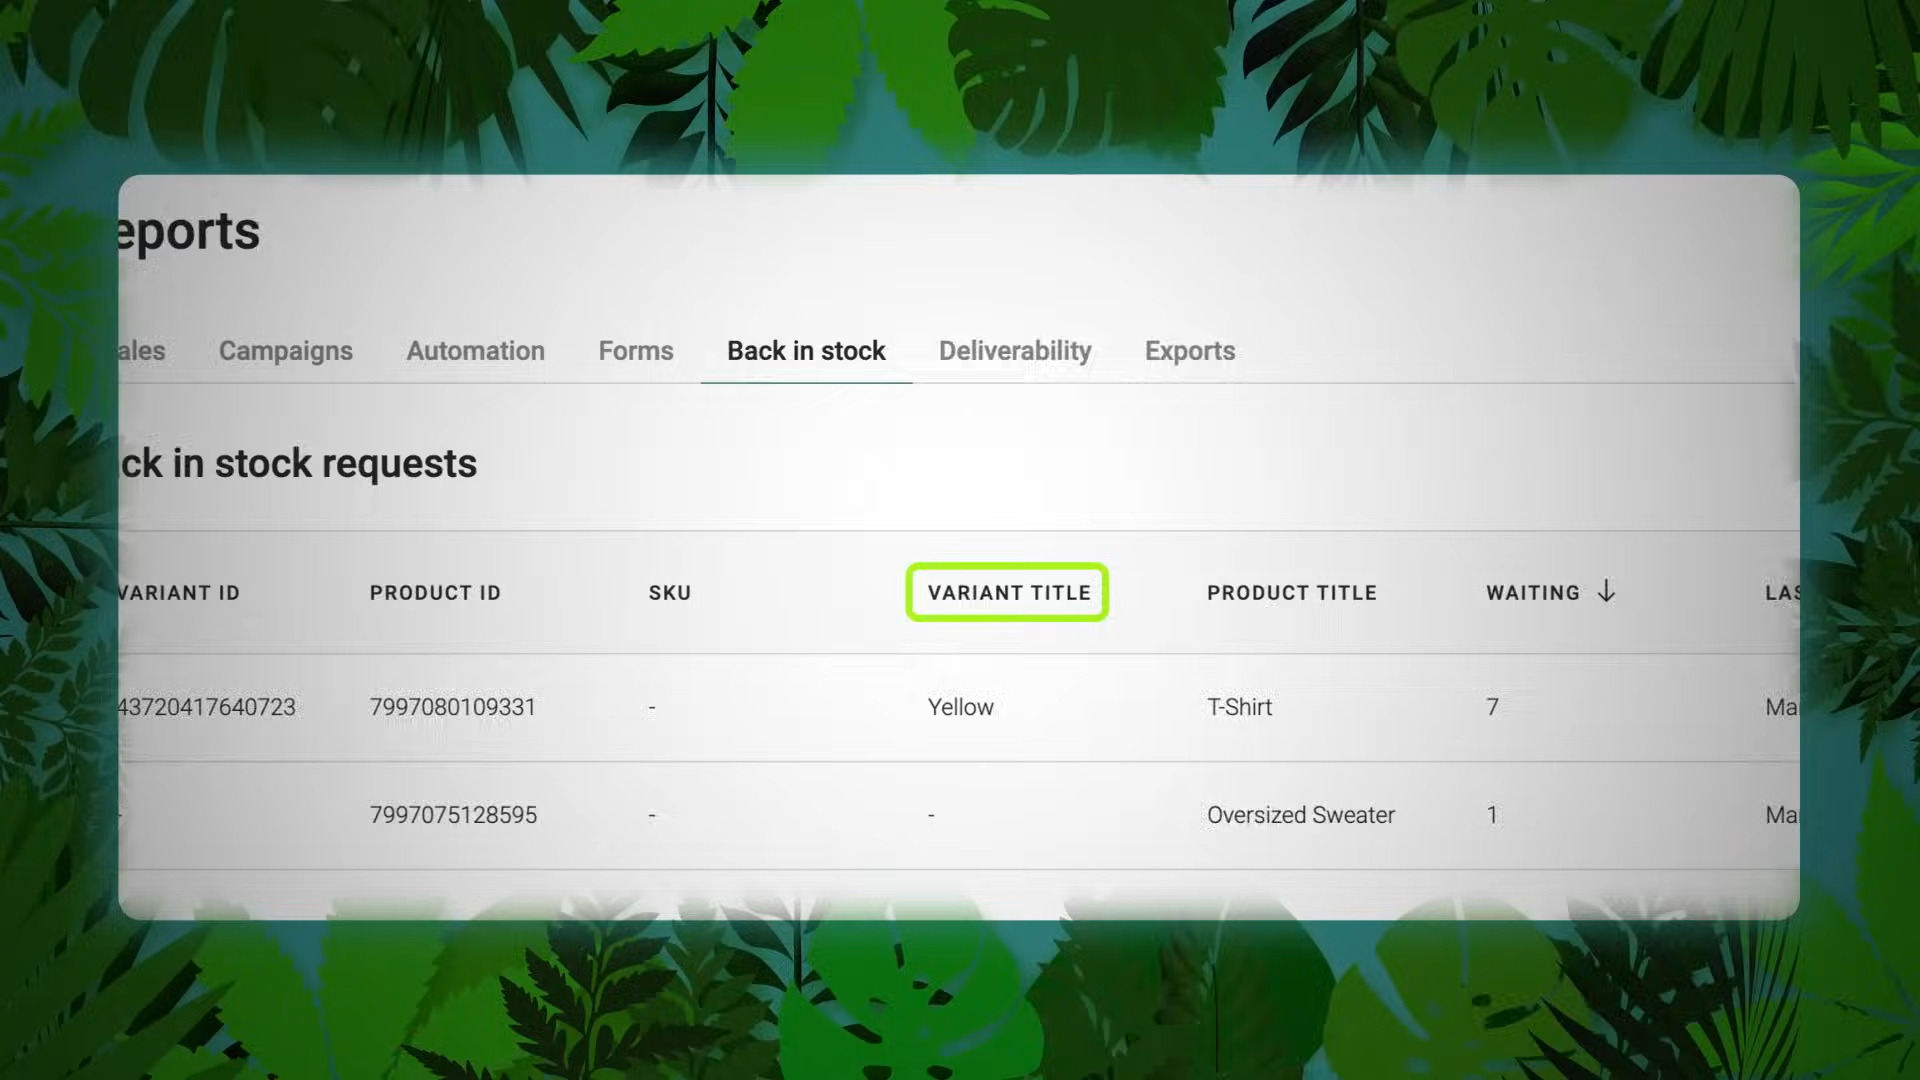 eports
ales Campaigns Automation Forms Back in stock Deliverability Exports
ck in stock requests
VARIANT ID PRODUCT ID SKU VARIANT TITLE PRODUCT TITLE WAITING ↓ LAS
43720417640723 7997080109331 - Yellow T-Shirt 7 Ma
- 7997075128595 - - Oversized Sweater 1 Ma